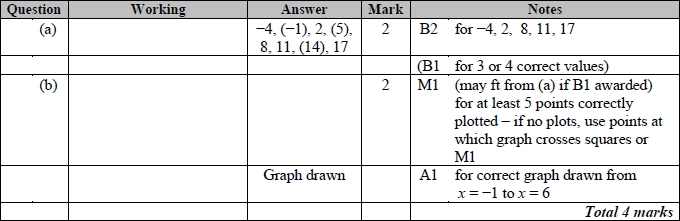 Question Working Answer Mark Notes
(a) −4, (−1), 2, (5), 2 B2 for −4, 2, 8, 11, 17
8, 11, (14), 17
(B1 for 3 or 4 correct values)
(b) 2 M1 (may ft from (a) if B1 awarded)
for at least 5 points correctly
plotted – if no plots, use points at
which graph crosses squares or
M1
Graph drawn A1 for correct graph drawn from
x = −1 to x = 6
Total 4 marks